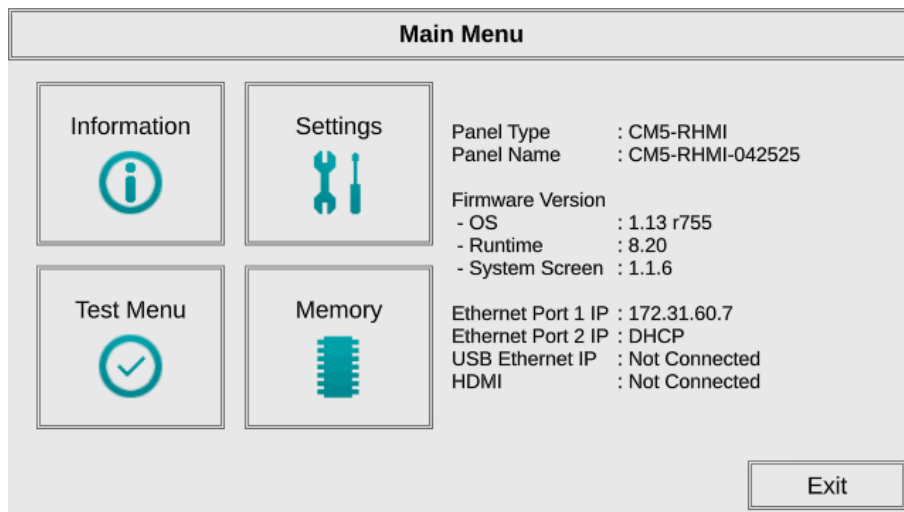 Main Menu
Information
Settings
Test Menu
Memory
Panel Type : CM5-RHMI
Panel Name : CM5-RHMI-042525
Firmware Version
- OS : 1.13 r755
- Runtime : 8.20
- System Screen : 1.1.6
Ethernet Port 1 IP : 172.31.60.7
Ethernet Port 2 IP : DHCP
USB Ethernet IP : Not Connected
HDMI : Not Connected
Exit